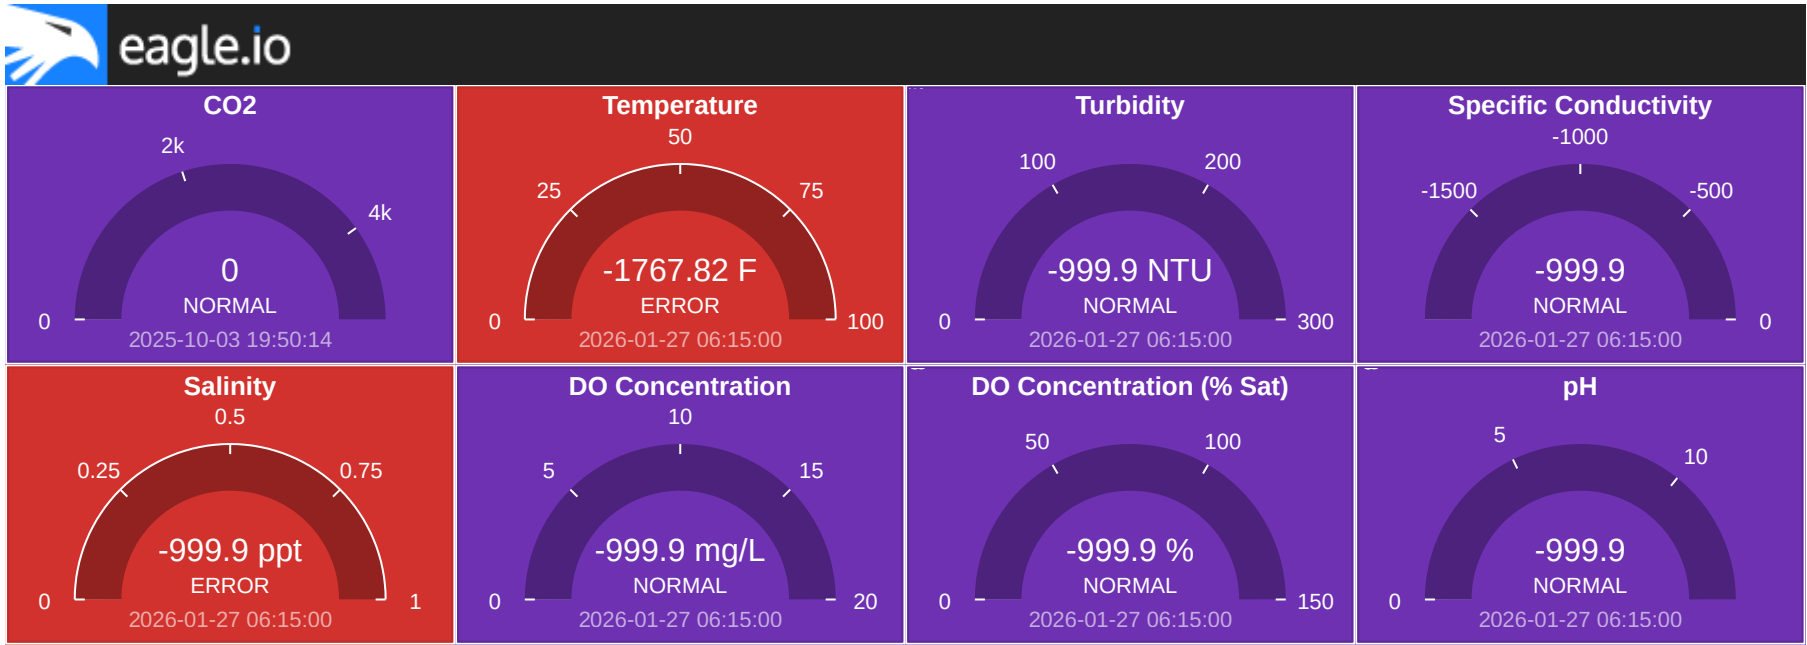 eagle.io
CO2
2k
4k
0
0
NORMAL
2025-10-03 19:50:14
Temperature
50
25
75
-1767.82 F
ERROR
0
100
2026-01-27 06:15:00
Turbidity
100
200
-999.9 NTU
NORMAL
0
300
2026-01-27 06:15:00
Specific Conductivity
-1000
-1500
-500
-999.9
NORMAL
0
2026-01-27 06:15:00
Salinity
0.5
0.25
0.75
-999.9 ppt
ERROR
0
1
2026-01-27 06:15:00
DO Concentration
10
5
15
-999.9 mg/L
NORMAL
0
20
2026-01-27 06:15:00
DO Concentration (% Sat)
50
100
-999.9 %
NORMAL
0
150
2026-01-27 06:15:00
pH
5
10
-999.9
NORMAL
0
2026-01-27 06:15:00